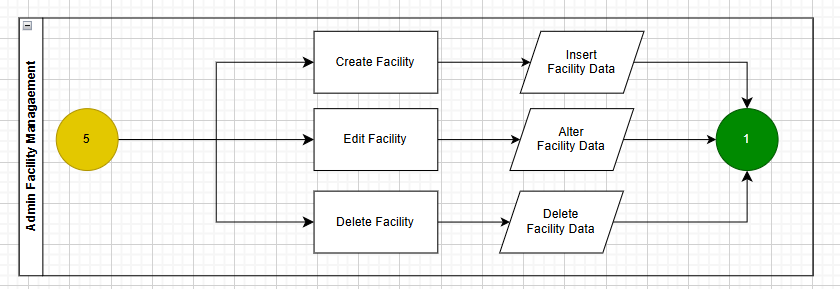 Admin Facility Managaement
5
Create Facility
Insert
Facility Data
Edit Facility
Alter
Facility Data
1
Delete Facility
Delete
Facility Data